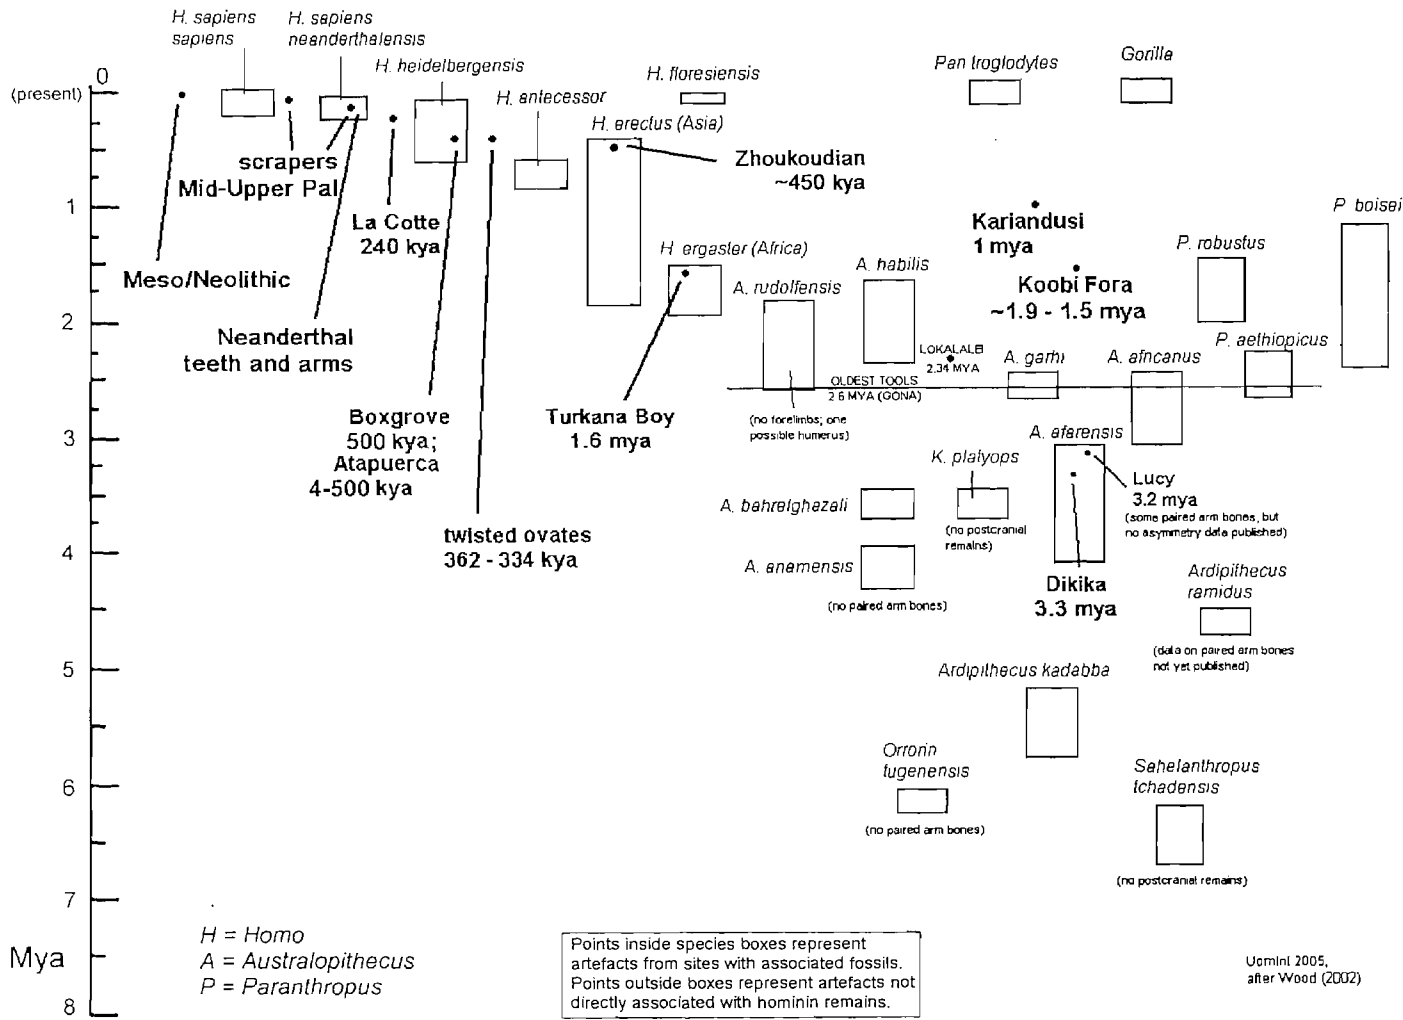 H. sapiens
sapiens
H. sapiens
neanderthalensis
H. heidelbergensis
H. antecessor
H. floresiensis
H. erectus (Asia)
Pan troglodytes
Gorilla
0
(present)
scrapers
Mid-Upper Pal
La Cotte
240 kya
Zhoukoudian
~450 kya
1
Kariandusi
1 mya
P. boisei
Meso/Neolithic
H ergaster (Africa)
A. rudolfensis
A. habilis
Koobi Fora
~1.9 - 1.5 mya
P. robustus
2
Neanderthal
teeth and arms
LOKALALEI
2.34 MYA
A. garhi
A. africanus
P. aethiopicus
OLDEST TOOLS
2.6 MYA (GONA)
Boxgrove
500 kya;
Atapuerca
4-500 kya
Turkana Boy
1.6 mya
(no forelimbs; one
possible humerus)
3
A. afarensis
K. platyops
Lucy
3.2 mya
(some paired arm bones, but
no asymmetry data published)
A. bahrelghazali
(no postcranial
remains)
twisted ovates
362 - 334 kya
4
A. anamensis
(no paired arm bones)
Dikika
3.3 mya
Ardipithecus
ramidus
(data on paired arm bones
not yet published)
5
Ardipithecus kadabba
Orrorin
tugenensis
(no paired arm bones)
6
Sahelanthropus
tchadensis
(no postcranial remains)
7
Mya
8
H = Homo
A = Australopithecus
P = Paranthropus
Points inside species boxes represent
artefacts from sites with associated fossils.
Points outside boxes represent artefacts not
directly associated with hominin remains.
Uomini 2005,
after Wood (2002)